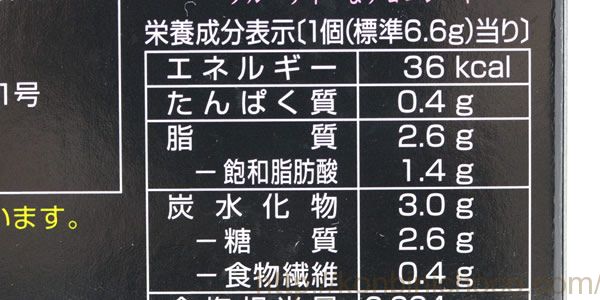 栄養成分表示〔1個(標準6.6g)当り〕
エネルギー 36 kcal
1号
たんぱく質 0.4 g
脂質 2.6 g
－飽和脂肪酸 1.4 g
炭水化物 3.0 g
います。
－糖質 2.6 g
－食物繊維 0.4 g